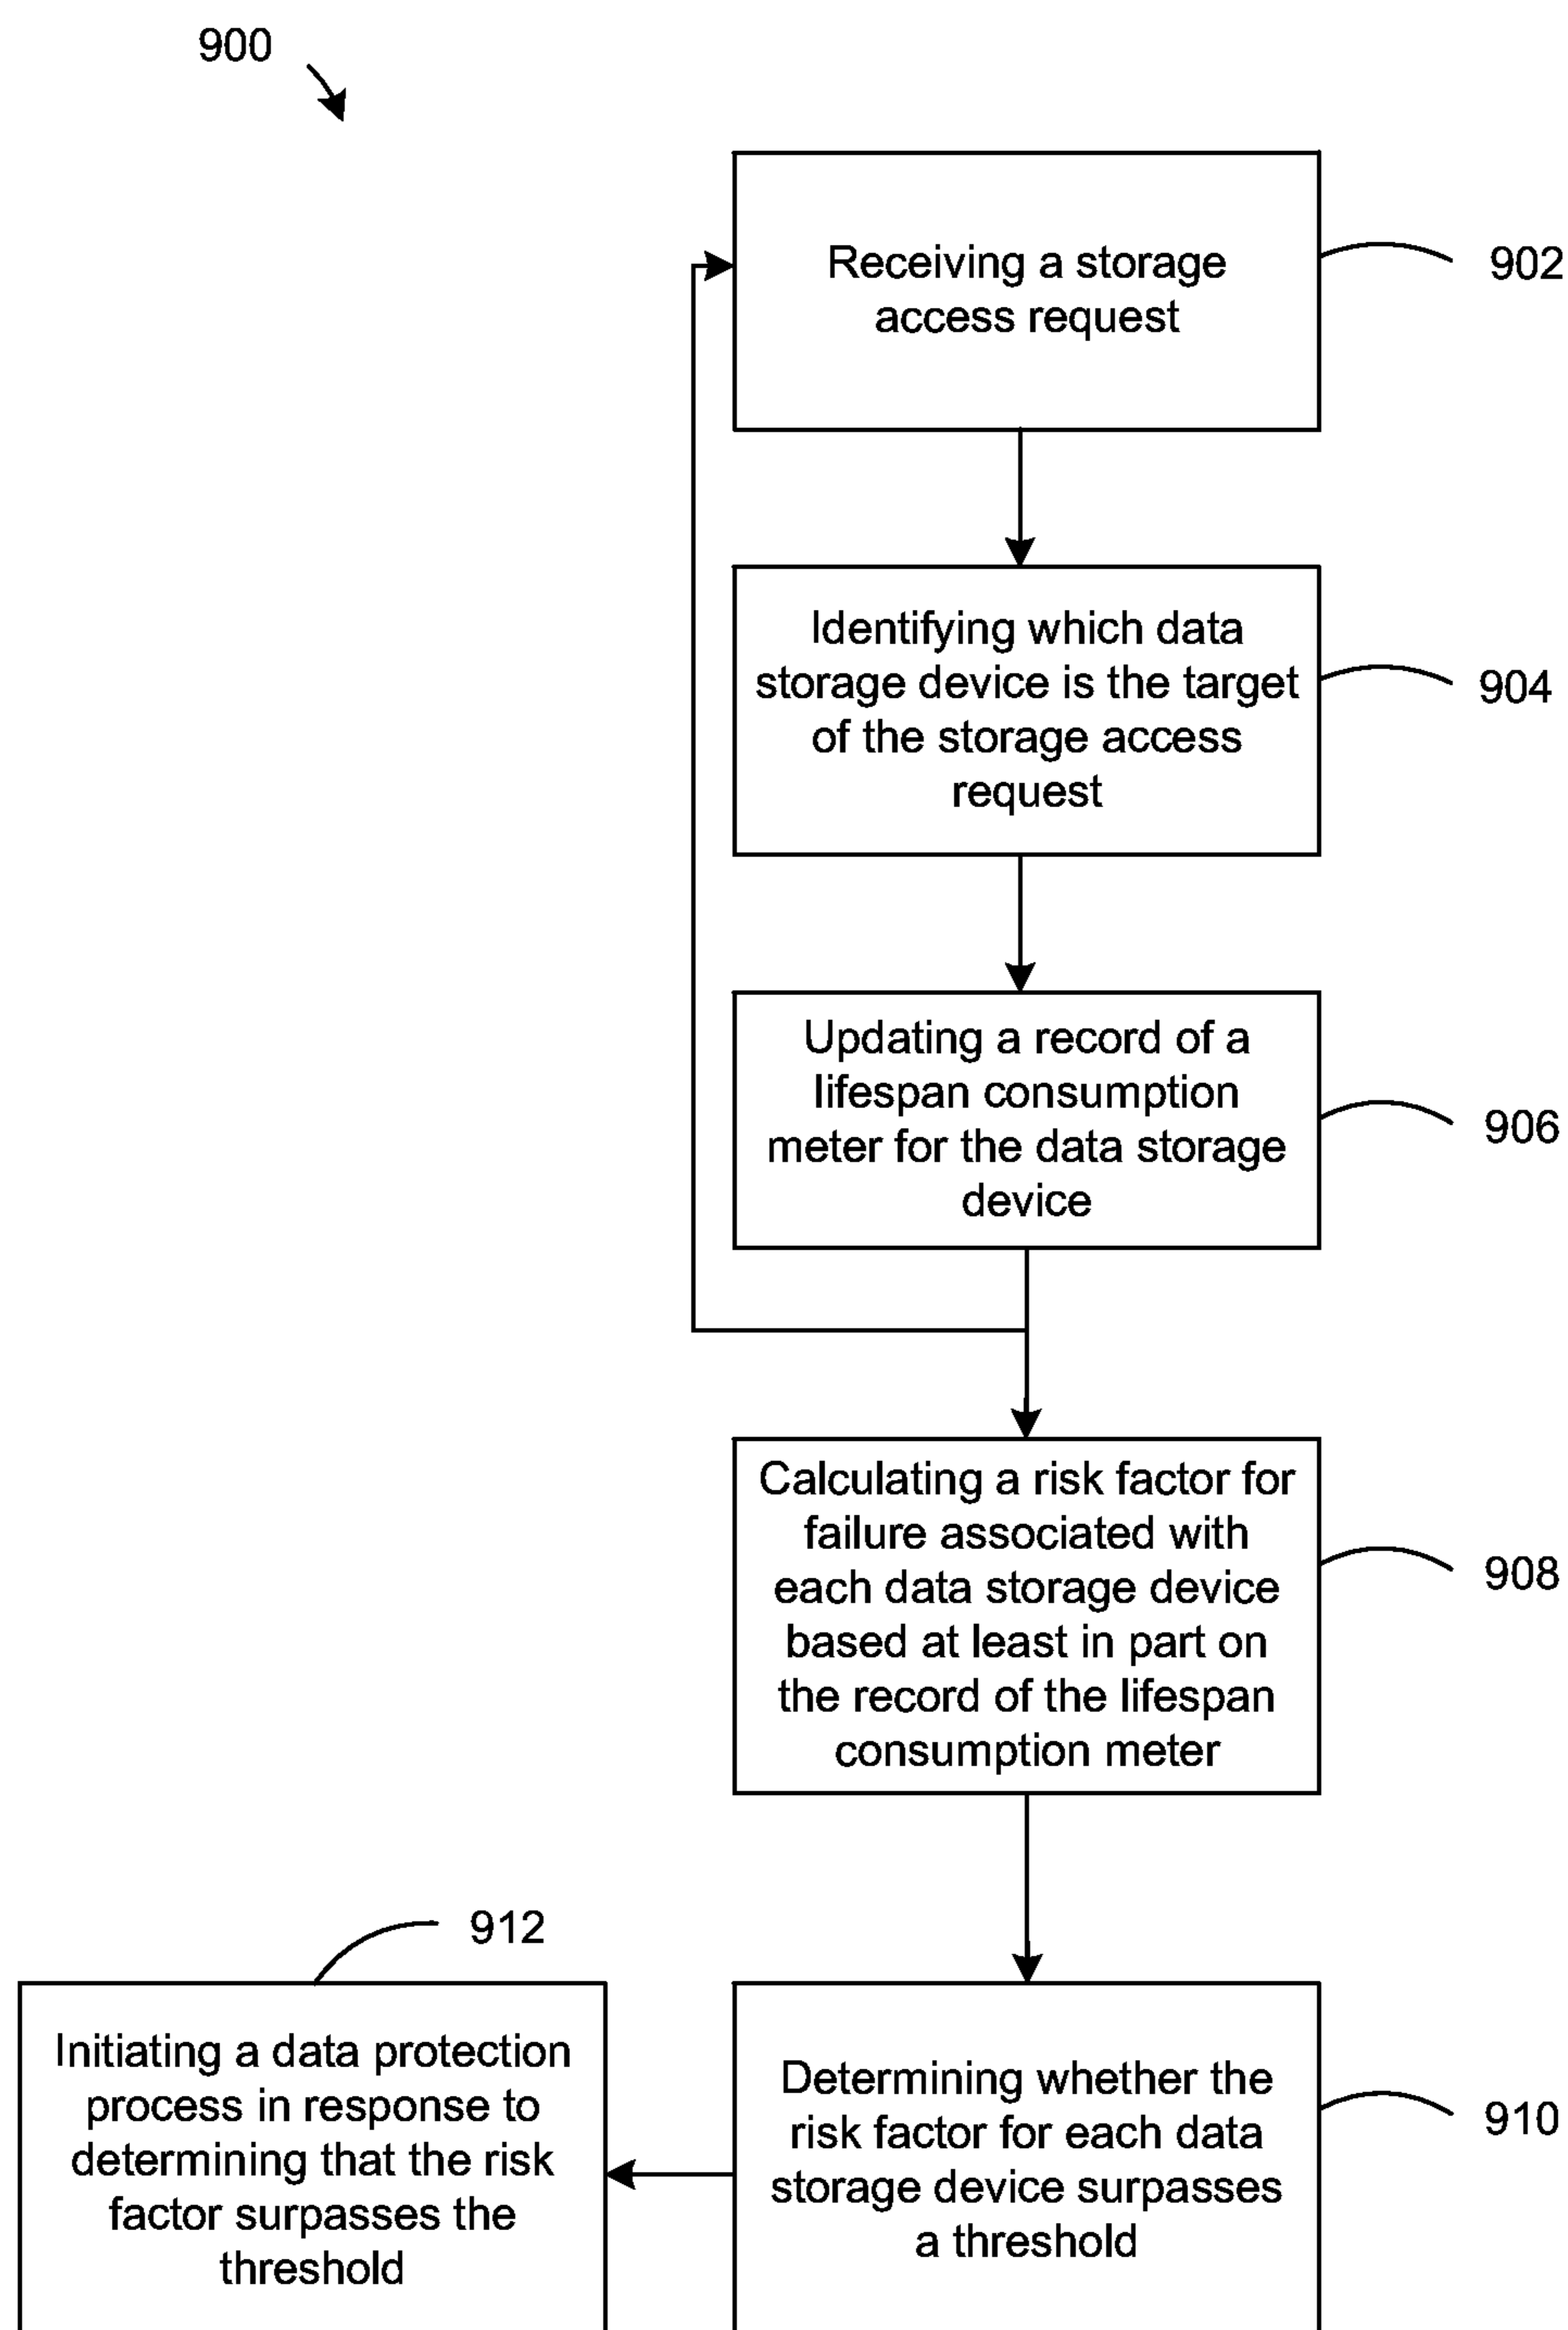 900
Receiving a storage
access request
902
Identifying which data
storage device is the target
of the storage access
request
904
Updating a record of a
lifespan consumption
meter for the data storage
device
906
Calculating a risk factor for
failure associated with
each data storage device
based at least in part on
the record of the lifespan
consumption meter
908
Determining whether the
risk factor for each data
storage device surpasses
a threshold
910
912
Initiating a data protection
process in response to
determining that the risk
factor surpasses the
threshold